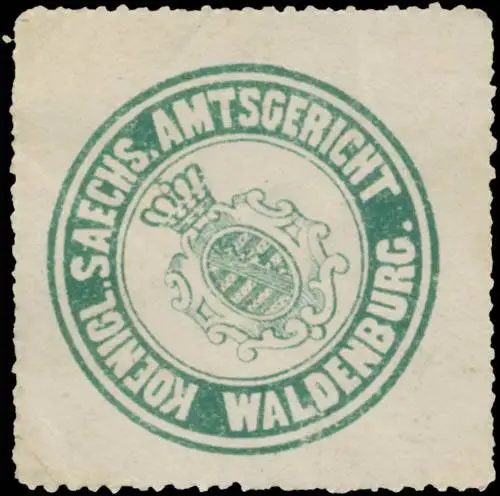 KOENIGL. SAECHS. AMTSGERICHT
WALDENBURG.